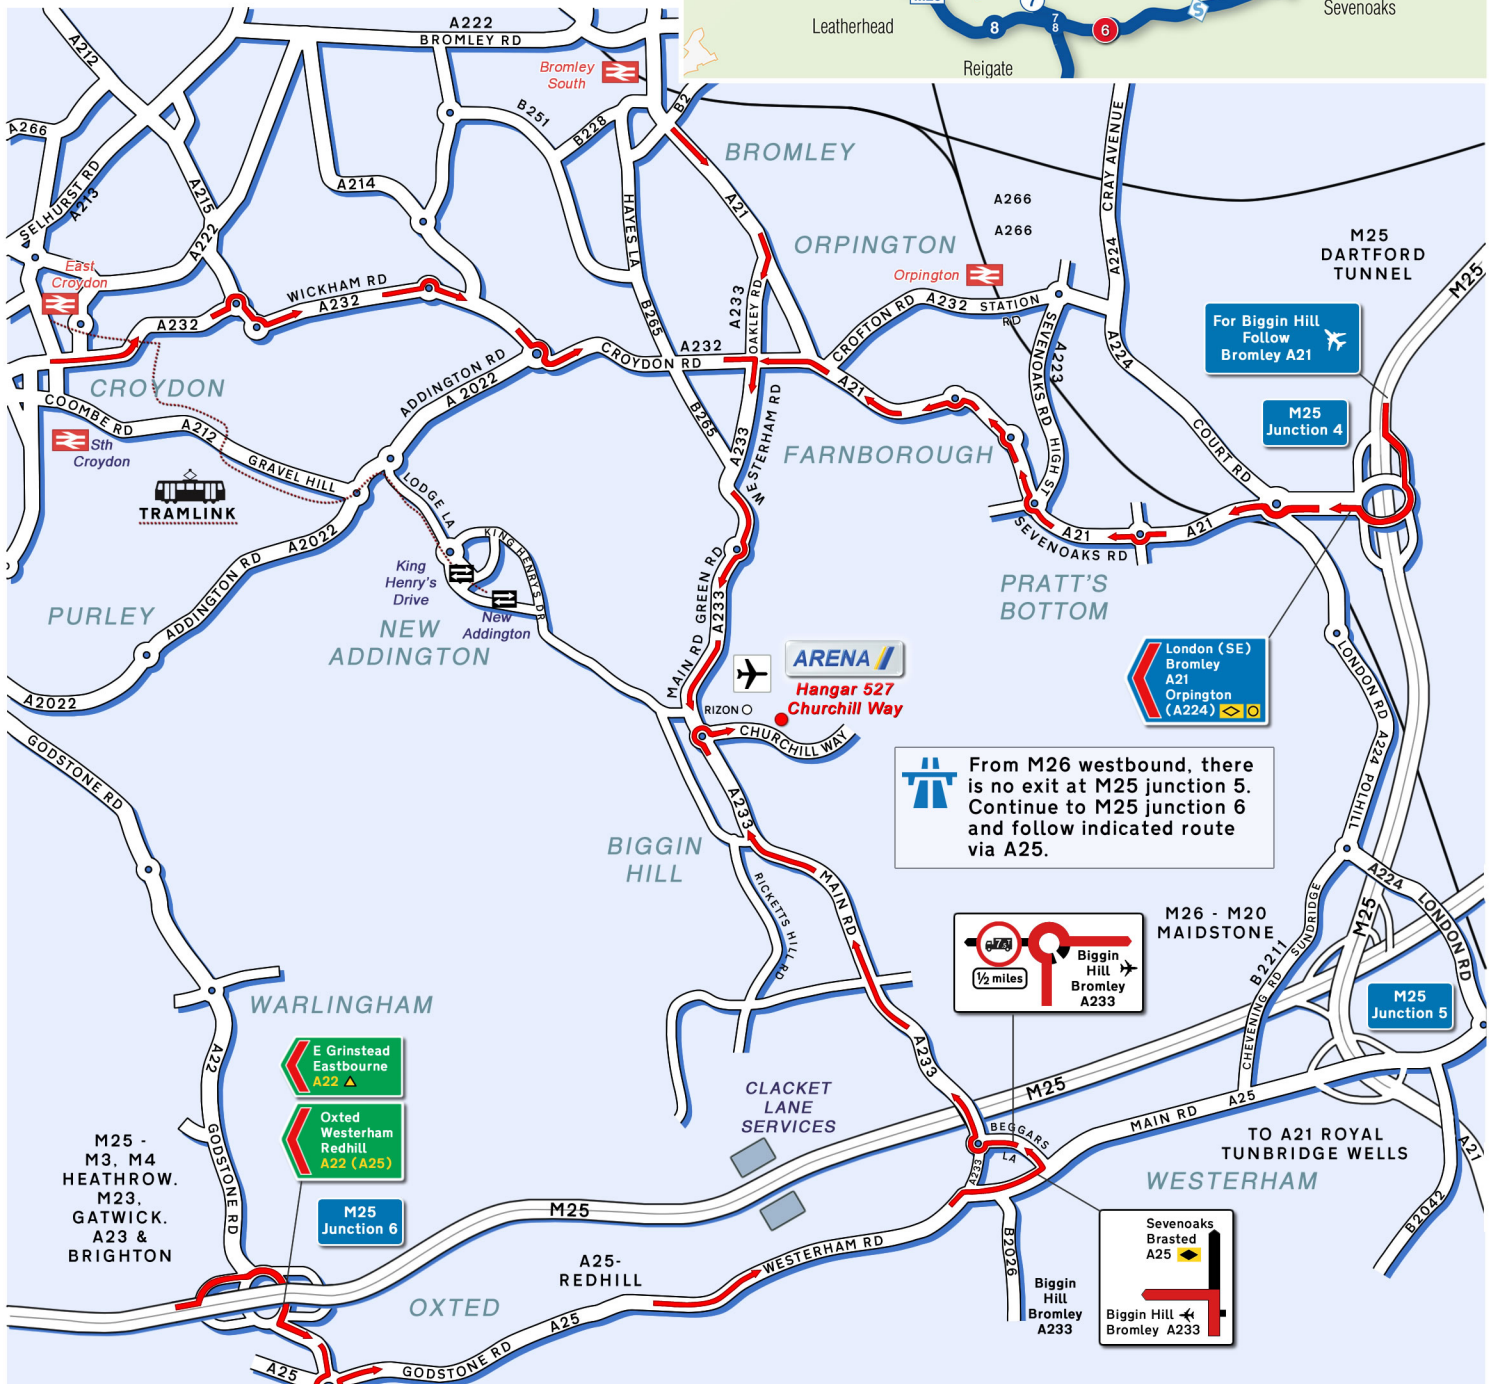 Leatherhead
8
7
7
8
6
S
Sevenoaks
Reigate
A222
BROMLEY RD
A212
Bromley
South
B2
B251
B228
A266
BROMLEY
CRAY AVENUE
A214
SELHURST RD
A213
A215
A222
HAYES LA
A21
A266
A266
ORPINGTON
Orpington
A224
M25
DARTFORD
TUNNEL
M25
East
Croydon
WICKHAM RD
A232
A232
A233
OAKLEY RD
CROFTON RD
A232
STATION
RD
B265
SEVENOAKS RD
A223
A224
For Biggin Hill
Follow
Bromley A21
A232
CROYDON RD
CROYDON
ADDINGTON RD
A 2022
A21
COOMBE RD
A212
Sth
Croydon
GRAVEL HILL
B265
A233
WESTERHAM RD
FARNBOROUGH
HIGH ST
COURT RD
M25
Junction 4
TRAMLINK
LODGE LA
KING HENRY'S DR
A2022
ADDINGTON RD
A21
SEVENOAKS RD
A21
King
Henry's
Drive
New
Addington
GREEN RD
A233
PRATT'S
BOTTOM
PURLEY
NEW
ADDINGTON
MAIN RD
ARENA
Hangar 527
Churchill Way
RIZON
CHURCHILL WAY
London (SE)
Bromley
A21
Orpington
(A224)
LONDON RD
A224
POLHILL
A2022
GODSTONE RD
From M26 westbound, there
is no exit at M25 junction 5.
Continue to M25 junction 6
and follow indicated route
via A25.
A233
BIGGIN
HILL
RICKETTS HILL RD
MAIN RD
A224
LONDON RD
M25
SUNDRIDGE
B2211
CHEVENING RD
M26 - M20
MAIDSTONE
7.5T
½ miles
Biggin
Hill
Bromley
A233
M25
Junction 5
WARLINGHAM
A22
A233
E Grinstead
Eastbourne
A22
Oxted
Westerham
Redhill
A22 (A25)
CLACKET
LANE
SERVICES
M25
BEGGARS
LA
A233
MAIN RD
A25
TO A21 ROYAL
TUNBRIDGE WELLS
A21
WESTERHAM
B2042
M25 -
M3, M4
HEATHROW.
M23,
GATWICK.
A23 &
BRIGHTON
GODSTONE RD
M25
Junction 6
M25
A25-
REDHILL
WESTERHAM RD
B2026
Biggin
Hill
Bromley
A233
Sevenoaks
Brasted
A25
Biggin Hill
Bromley A233
OXTED
A25
GODSTONE RD
A25